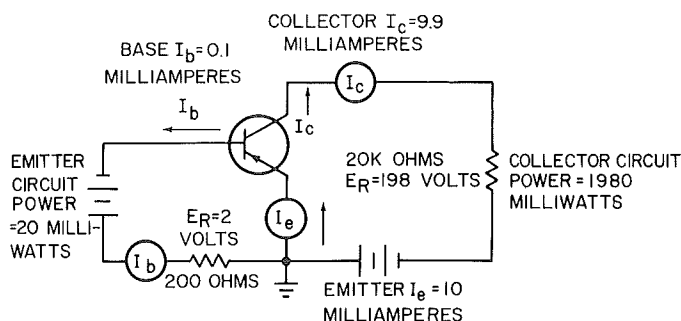 COLLECTOR Ic=9.9
MILLIAMPERES
BASE Ib=0.1
MILLIAMPERES
Ib
Ic
Ic
EMITTER
CIRCUIT
POWER
=20 MILLI-
WATTS
20K OHMS
ER=198 VOLTS
COLLECTOR CIRCUIT
POWER=1980
MILLIWATTS
ER=2
VOLTS
Ie
Ib
200 OHMS
EMITTER Ie=10
MILLIAMPERES